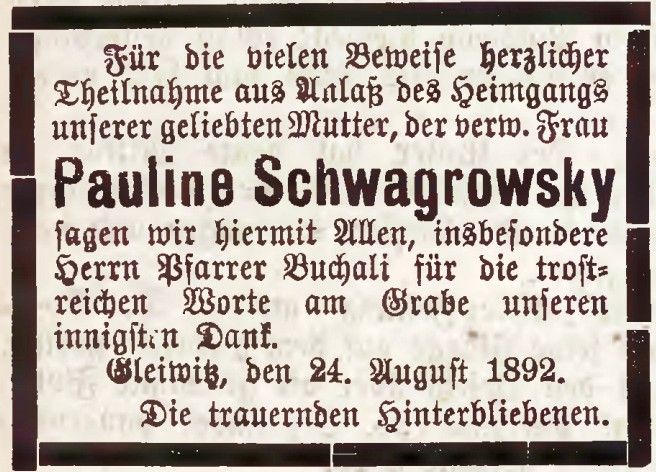 Für die vielen Beweise herzlicher
Theilnahme aus Anlaß des Heimgangs
unserer geliebten Mutter, der verw. Frau
Pauline Schwagrowsky
sagen wir hiermit Allen, insbesondere
Herrn Pfarrer Buchali für die trost-
reichen Worte am Grabe unseren
innigsten Dank.
Gleiwitz, den 24. August 1892.
Die trauernden Hinterbliebenen.